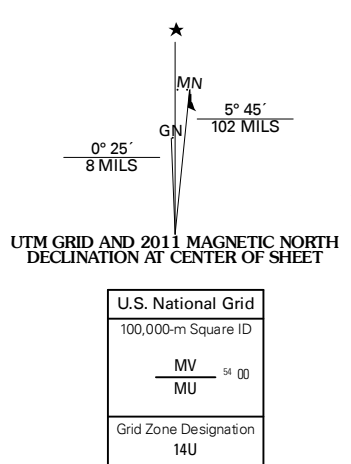 ★
MN
5° 45´
102 MILS
GN
0° 25´
8 MILS
UTM GRID AND 2011 MAGNETIC NORTH
DECLINATION AT CENTER OF SHEET
U.S. National Grid
100,000-m Square ID
MV
54 00
MU
Grid Zone Designation
14U